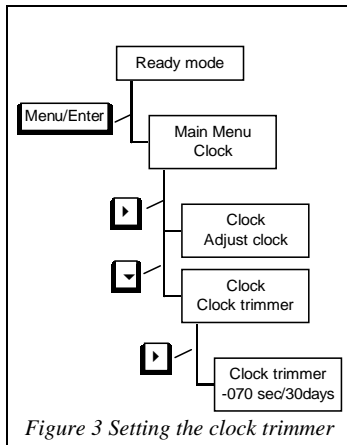 Ready mode
Menu/Enter
Main Menu
Clock
Clock
Adjust clock
Clock
Clock trimmer
Clock trimmer
-070 sec/30days
Figure 3 Setting the clock trimmer